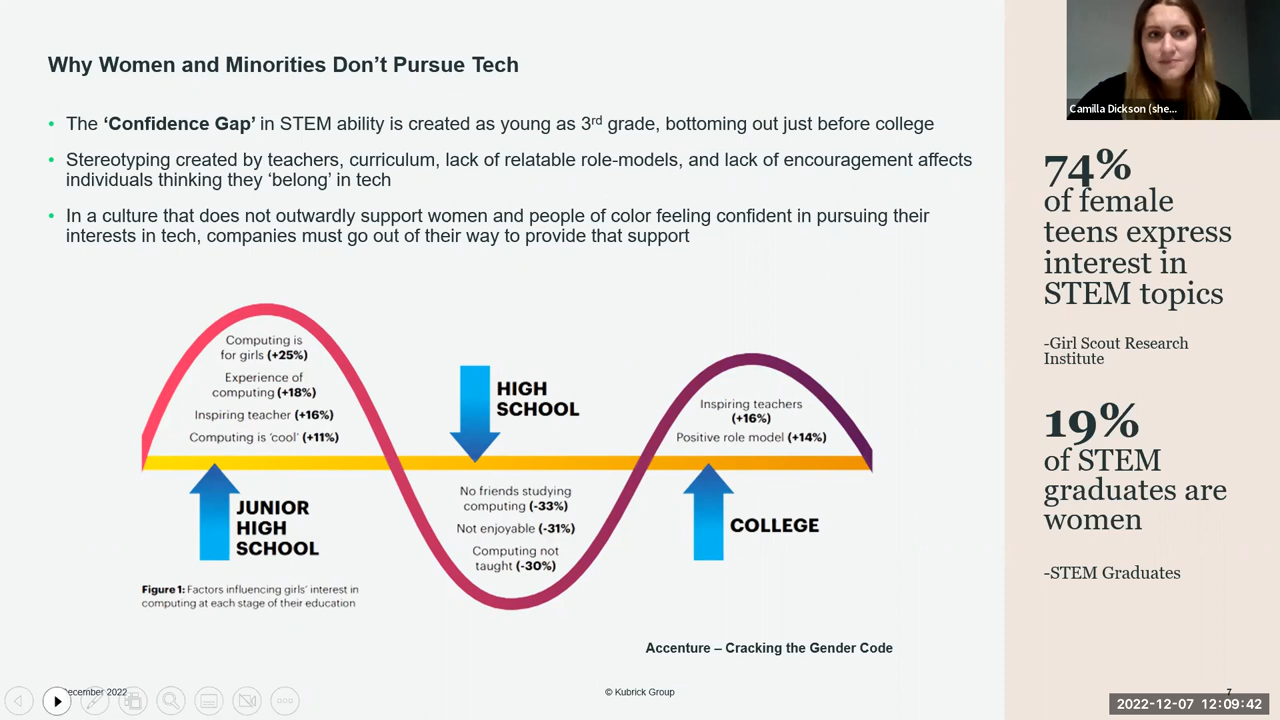 Why Women and Minorities Don’t Pursue Tech
• The ‘Confidence Gap’ in STEM ability is created as young as 3rd grade, bottoming out just before college
• Stereotyping created by teachers, curriculum, lack of relatable role-models, and lack of encouragement affects
individuals thinking they ‘belong’ in tech
• In a culture that does not outwardly support women and people of color feeling confident in pursuing their
interests in tech, companies must go out of their way to provide that support
Computing is
for girls (+25%)
Experience of
computing (+18%)
Inspiring teacher (+16%)
Computing is ‘cool’ (+11%)
JUNIOR
HIGH
SCHOOL
HIGH
SCHOOL
No friends studying
computing (-33%)
Not enjoyable (-31%)
Computing not
taught (-30%)
Inspiring teachers
(+16%)
Positive role model (+14%)
COLLEGE
Figure 1: Factors influencing girls’ interest in
computing at each stage of their education
Accenture – Cracking the Gender Code
Camilla Dickson (she...
74%
of female
teens express
interest in
STEM topics
-Girl Scout Research
Institute
19%
of STEM
graduates are
women
-STEM Graduates
ecember 2022
© Kubrick Group
7
2022-12-07 12:09:42